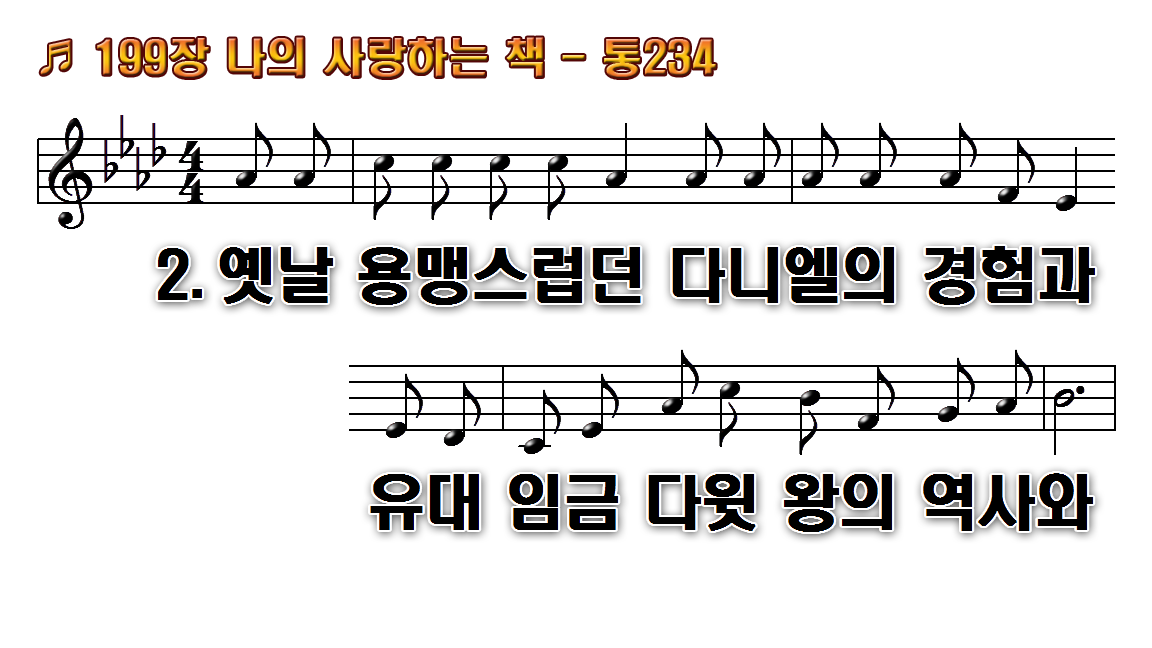 ♬ 199장 나의 사랑하는 책 - 통234
2. 옛날 용맹스럽던 다니엘의 경험과
유대 임금 다윗 왕의 역사와